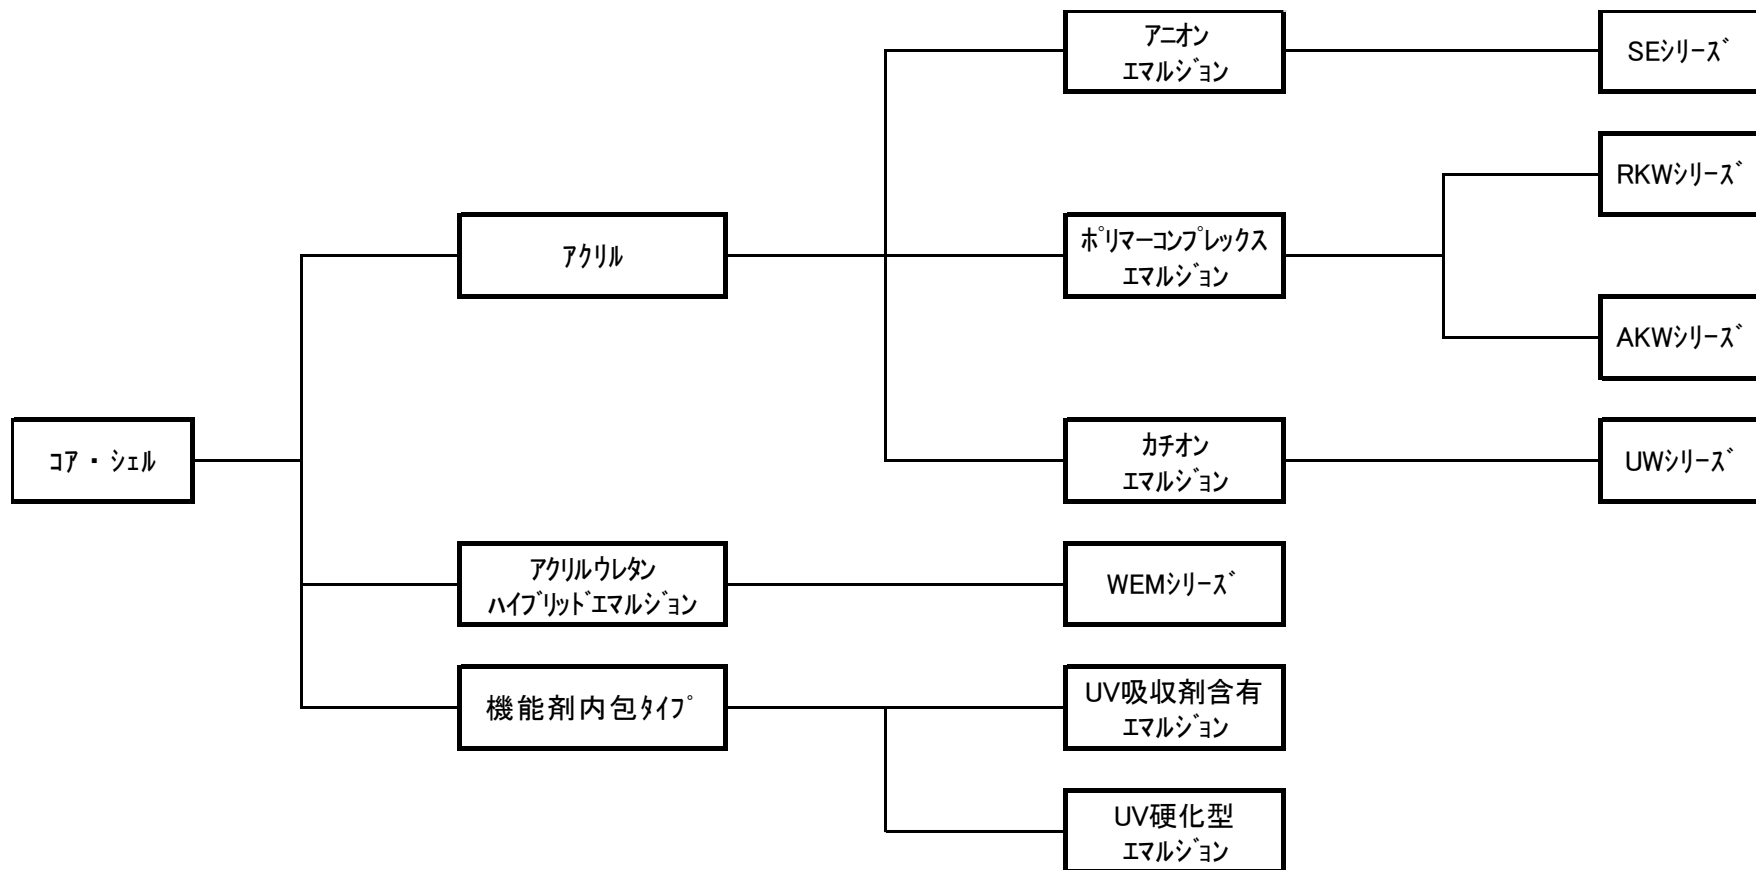 アニオン
エマルジョン
SEシリーズ
RKWシリーズ
アクリル
ポリマーコンプレックス
エマルジョン
AKWシリーズ
コア・シェル
カチオン
エマルジョン
UWシリーズ
アクリルウレタン
ハイブリッドエマルジョン
WEMシリーズ
機能剤内包タイプ
UV吸収剤含有
エマルジョン
UV硬化型
エマルジョン